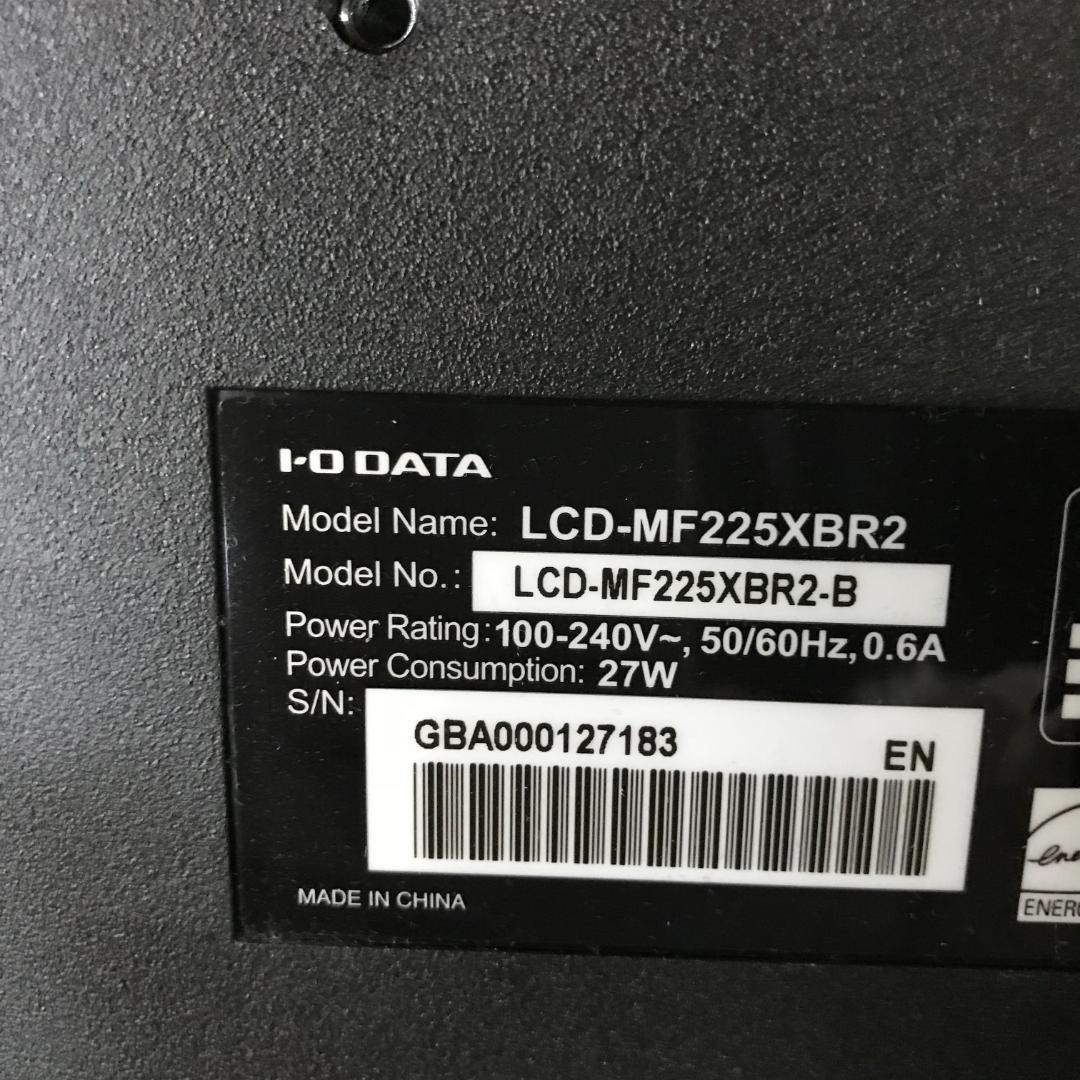 I-O DATA
Model Name: LCD-MF225XBR2
Model No.: LCD-MF225XBR2-B
Power Rating:100-240V~, 50/60Hz, 0.6A
Power Consumption: 27W
S/N:
GBA000127183 EN
MADE IN CHINA